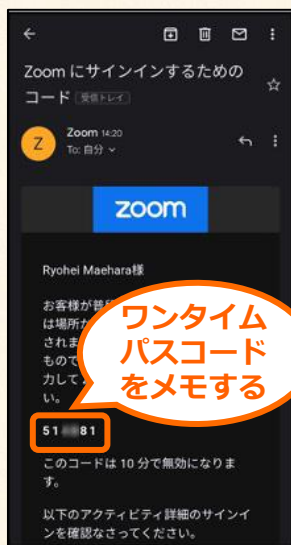 Zoom にサインインするための
コード 受信トレイ
Z
Zoom 14:20
To: 自分
zoom
Ryohei Maehara様
お客様が普
は場所か
されま
もので
力して
い。
ワンタイム
パスコード
をメモする
51 81
このコードは 10 分で無効になりま
す。
以下のアクティビティ詳細のサインイ
ンを確認なさってください。